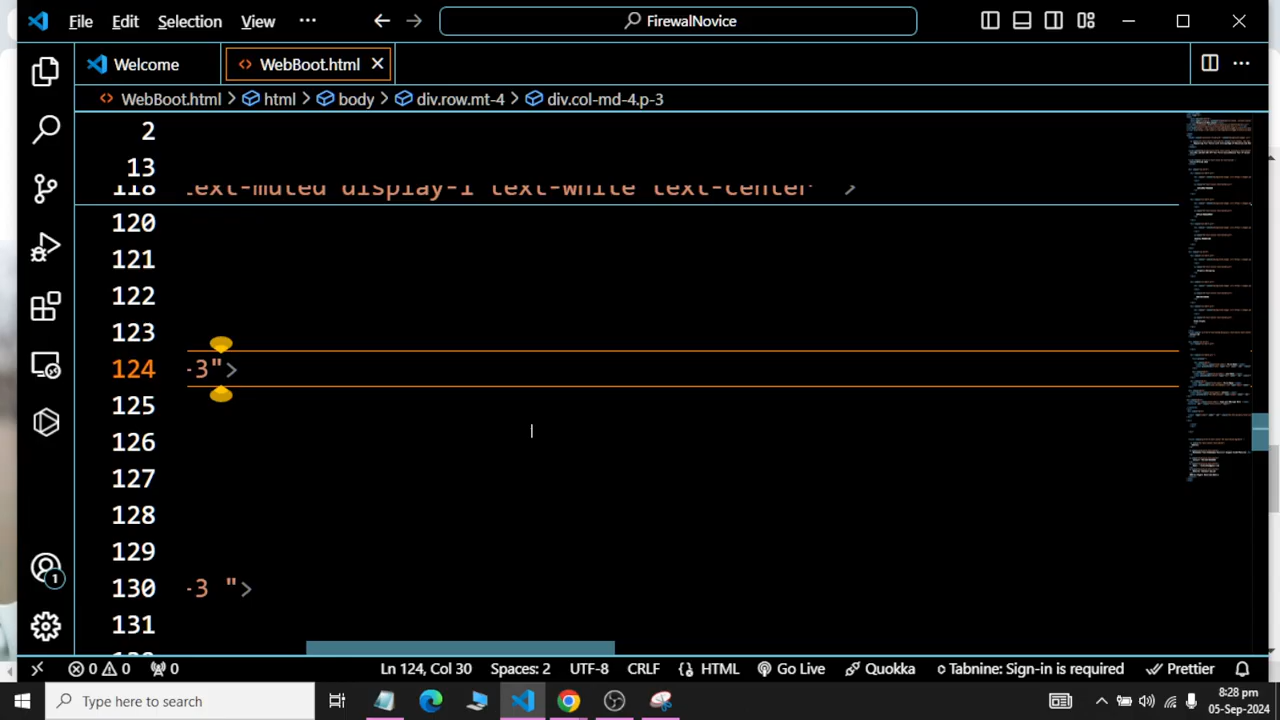 File Edit Selection View ··· FirewalNovice
Welcome WebBoot.html
WebBoot.html > html > body > div.row.mt-4 > div.col-md-4.p-3
2
13
118 text-muted display-1 text-white text-center >
120
121
122
123
124 -3">
125
126
127
128
129
130 -3 ">
131
0 0 0 Ln 124, Col 30 Spaces: 2 UTF-8 CRLF HTML Go Live Quokka Tabnine: Sign-in is required Prettier
1
Type here to search
8:28 pm
05-Sep-2024